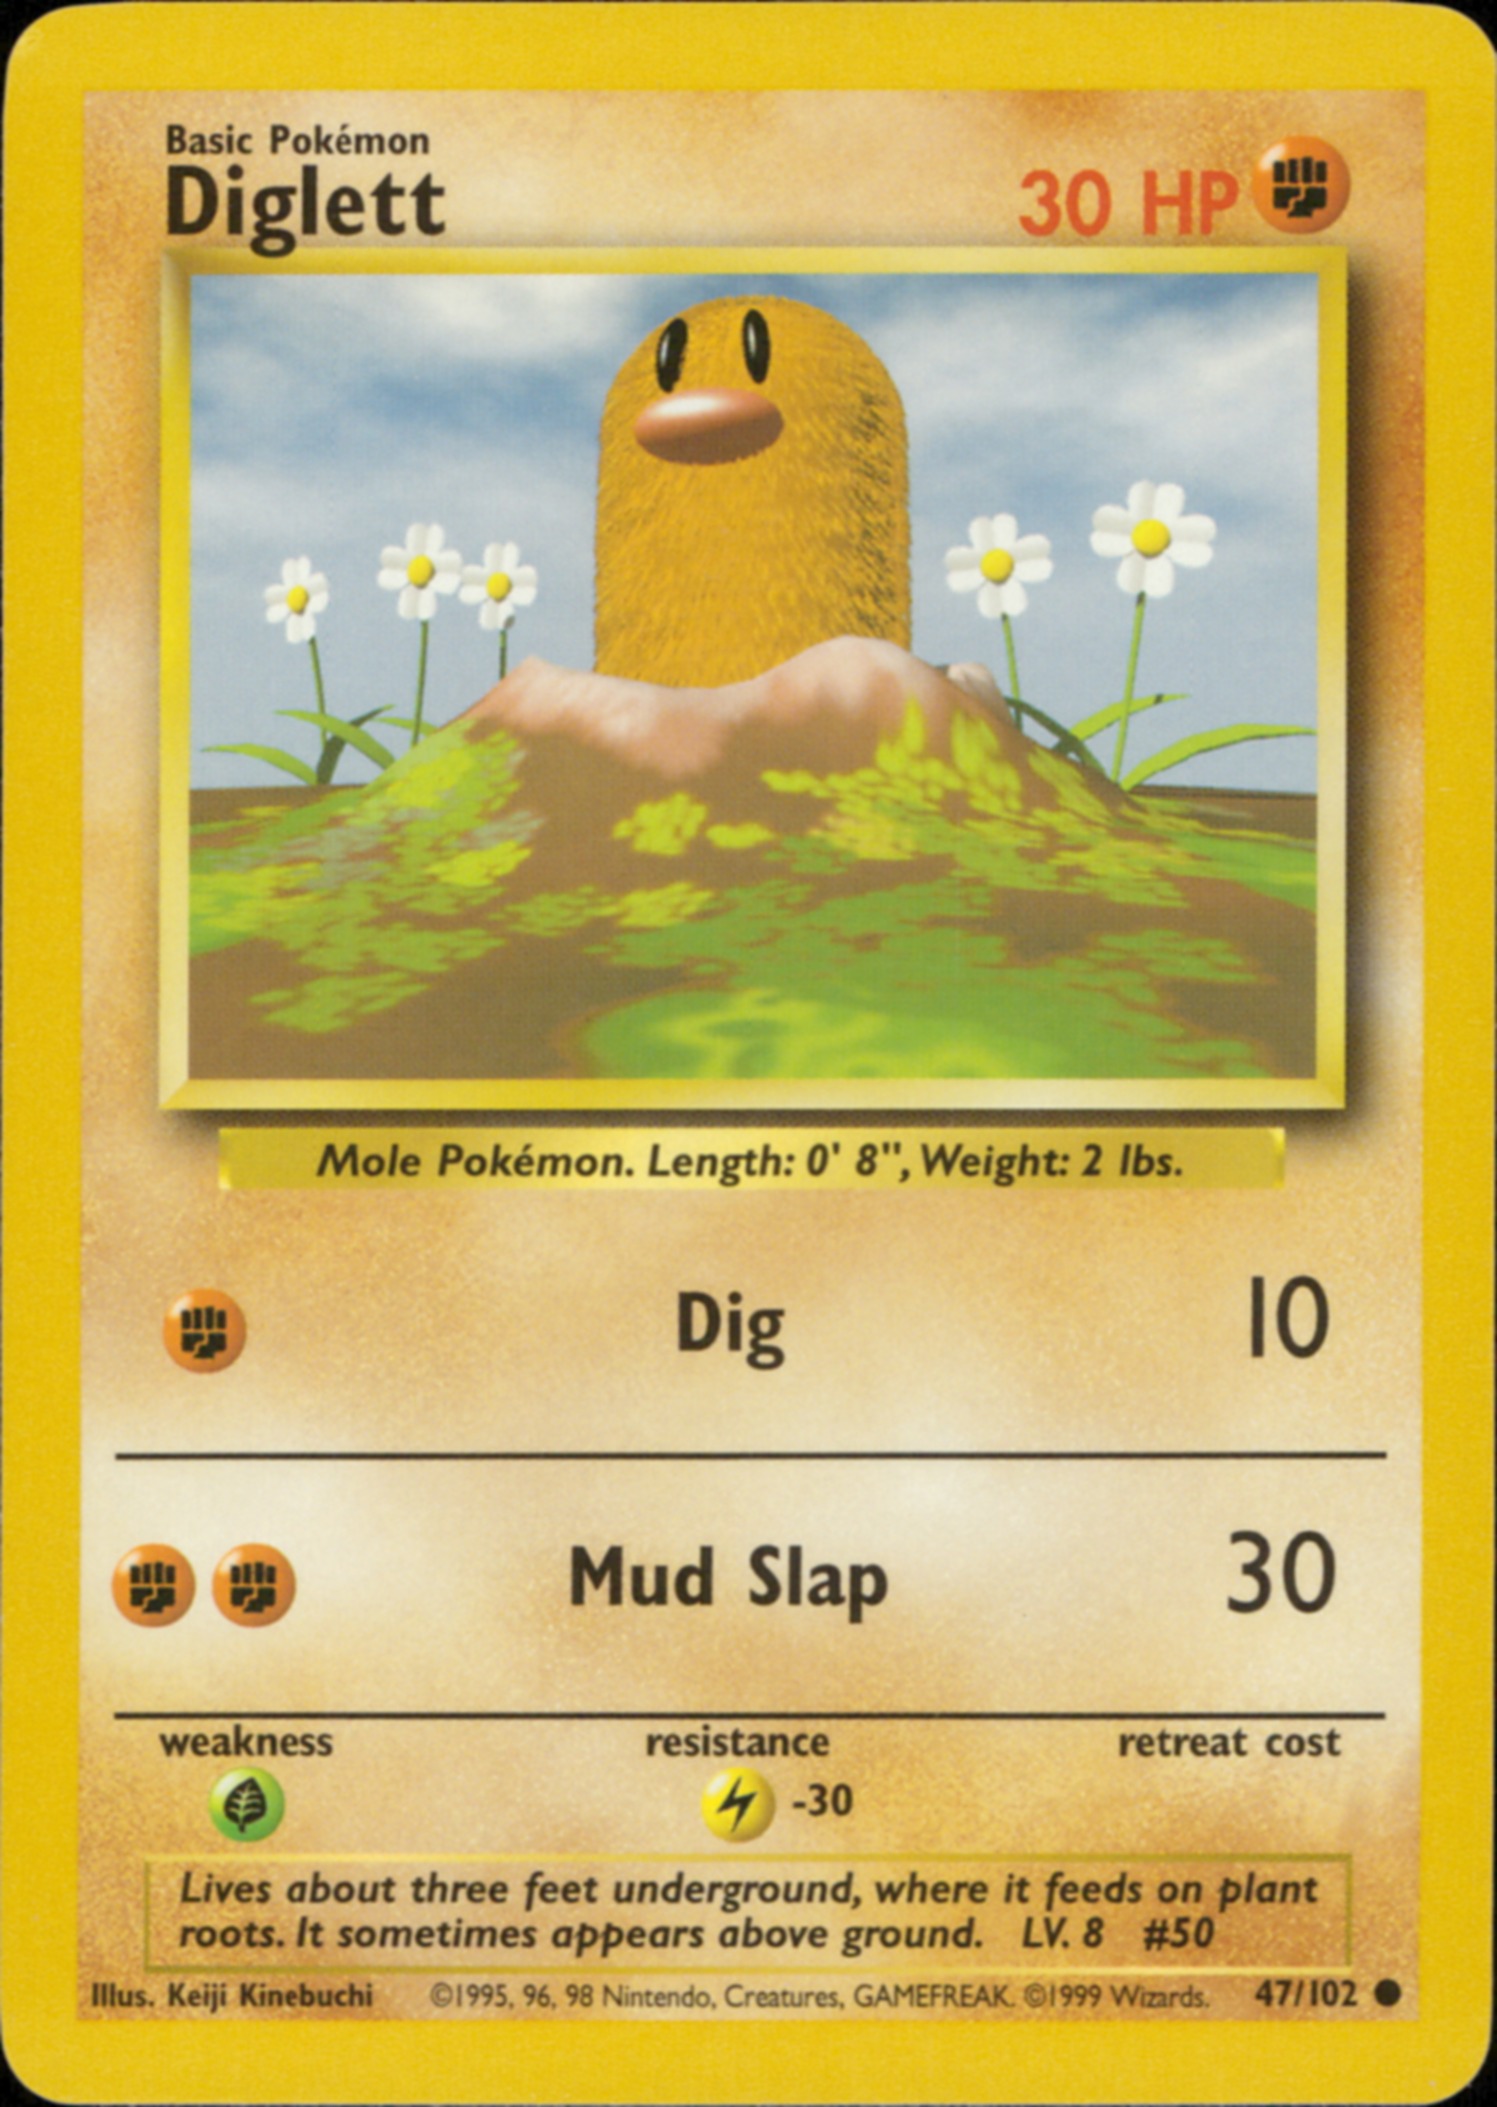 Basic Pokémon
Diglett
30 HP
Mole Pokémon. Length: 0' 8", Weight: 2 lbs.
Dig 10
Mud Slap 30
weakness resistance retreat cost
-30
Lives about three feet underground, where it feeds on plant
roots. It sometimes appears above ground. LV. 8 #50
Illus. Keiji Kinebuchi ©1995, 96, 98 Nintendo, Creatures, GAMEFREAK. ©1999 Wizards. 47/102